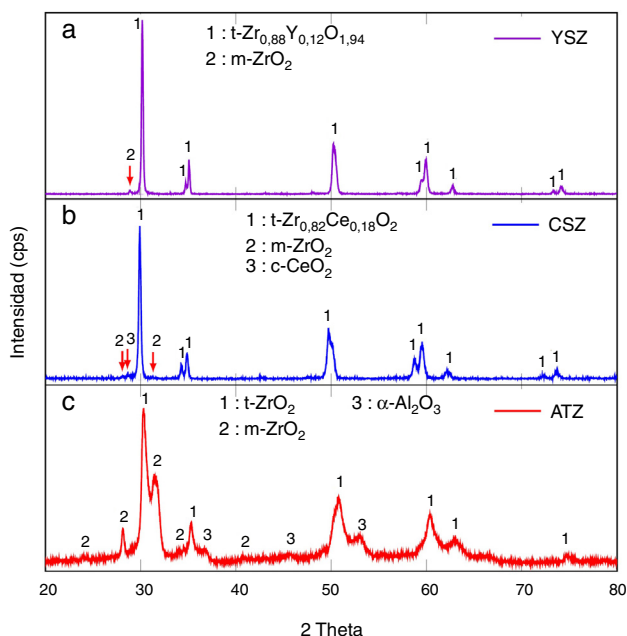 a
1 : t-Zr0,88Y0,12O1,94
2 : m-ZrO2
YSZ
1
2
1
1
1
1
1
1
1
1
b
1 : t-Zr0,82Ce0,18O2
2 : m-ZrO2
3 : c-CeO2
CSZ
1
2 3
2
1
1
1
1
1
1
1
1
c
1 : t-ZrO2
3 : α-Al2O3
2 : m-ZrO2
ATZ
1
2
2
2
2
1
3
2
3
1
3
1
1
1
Intensidad (cps)
20 30 40 50 60 70 80
2 Theta